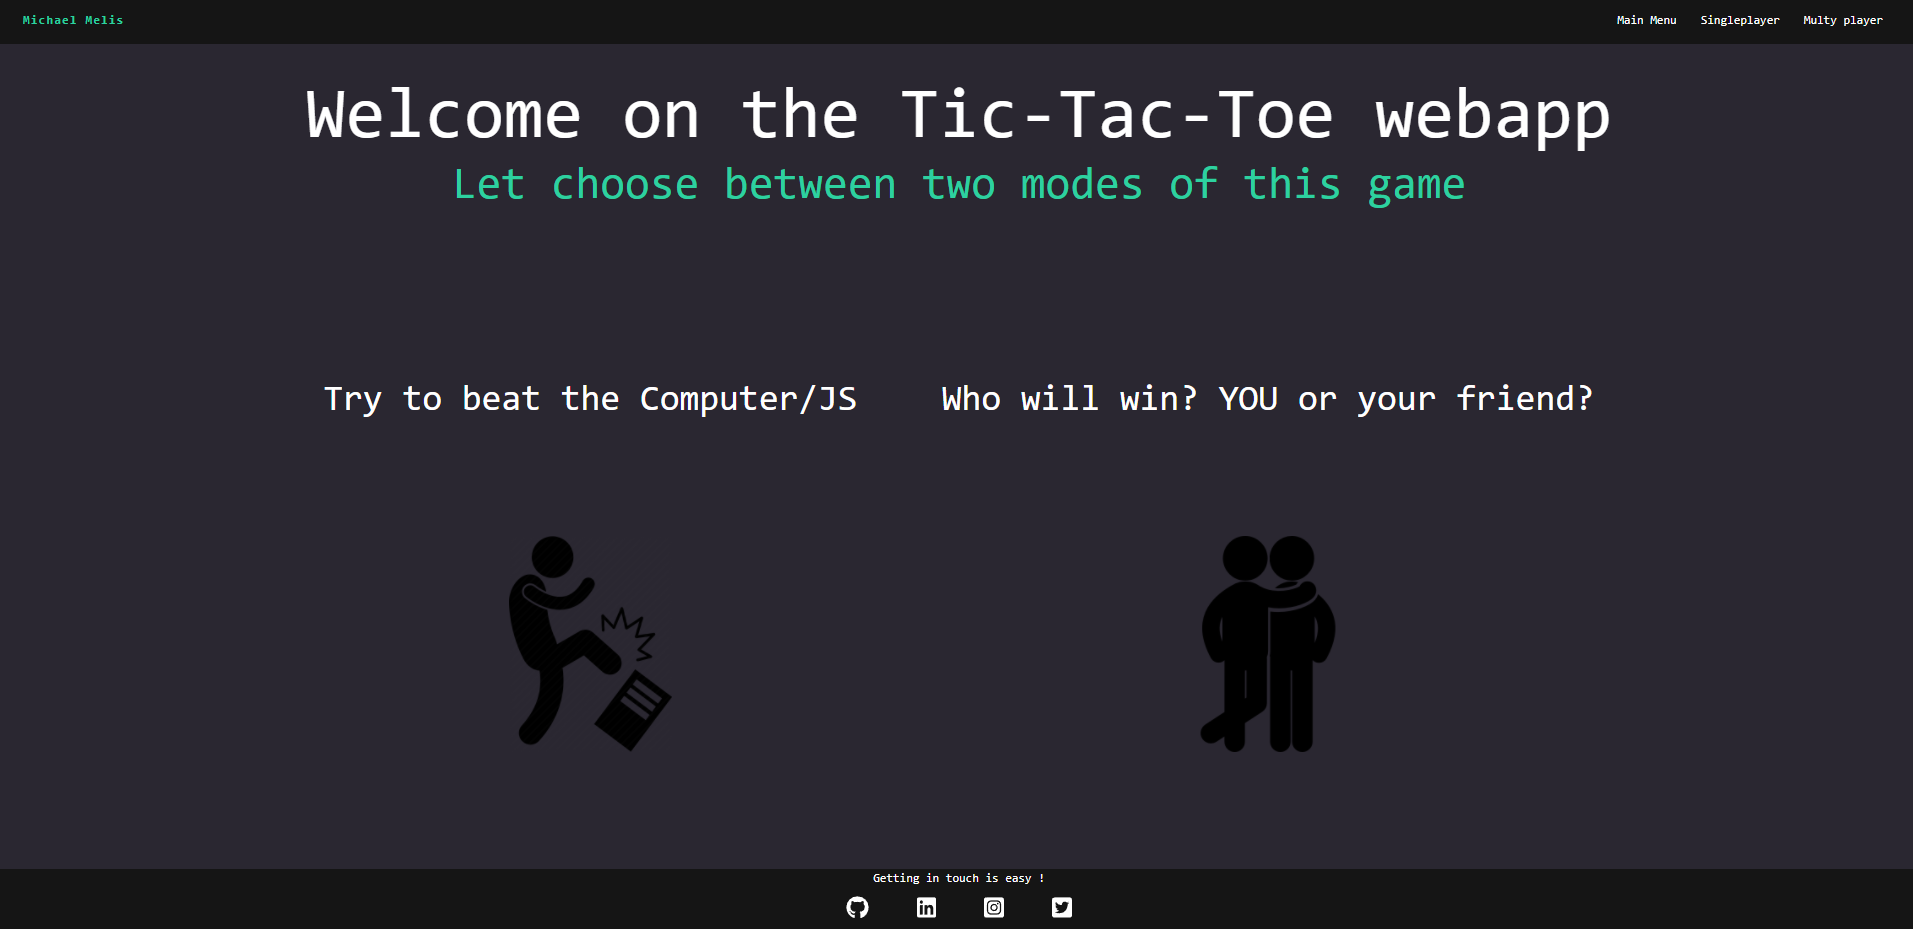 Michael Melis
Main Menu Singleplayer Multy player
Welcome on the Tic-Tac-Toe webapp
Let choose between two modes of this game
Try to beat the Computer/JS
Who will win? YOU or your friend?
Getting in touch is easy !
in